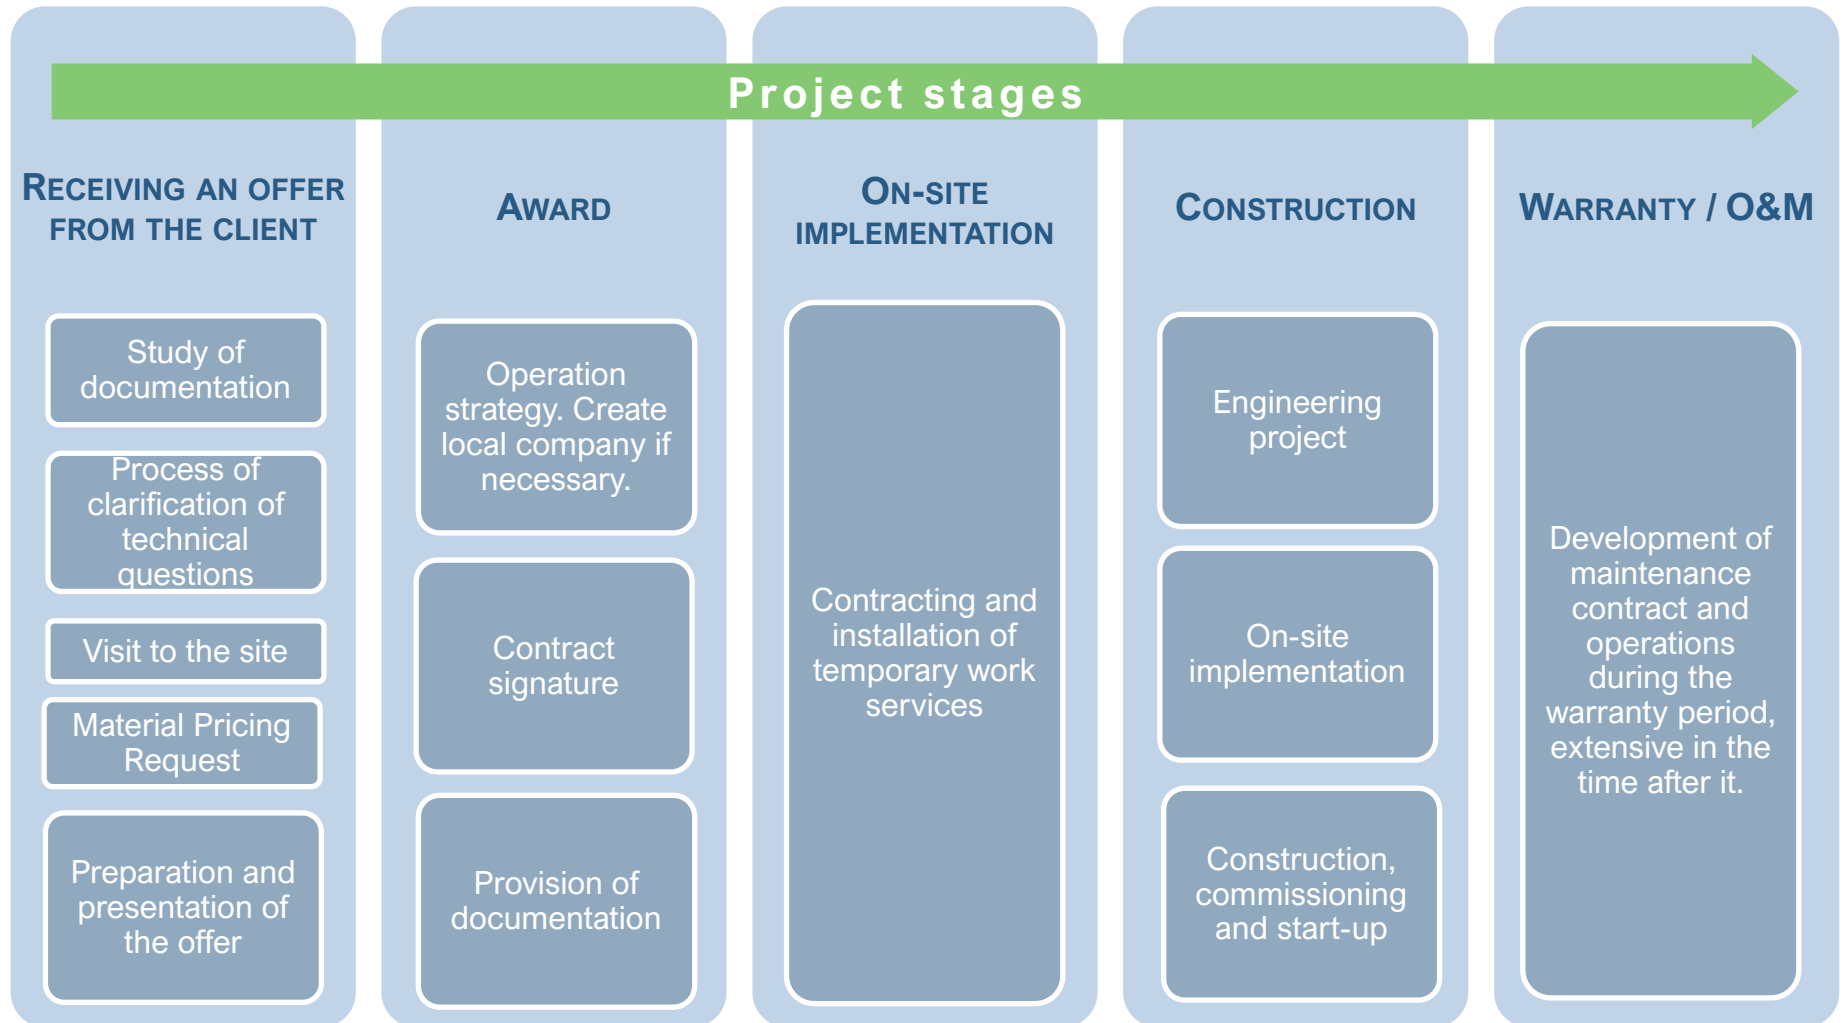 Project stages
RECEIVING AN OFFER
FROM THE CLIENT
Study of
documentation
Process of
clarification of
technical
questions
Visit to the site
Material Pricing
Request
Preparation and
presentation of
the offer
AWARD
Operation
strategy. Create
local company if
necessary.
Contract
signature
Provision of
documentation
ON-SITE
IMPLEMENTATION
Contracting and
installation of
temporary work
services
CONSTRUCTION
Engineering
project
On-site
implementation
Construction,
commissioning
and start-up
WARRANTY / O&M
Development of
maintenance
contract and
operations
during the
warranty period,
extensive in the
time after it.